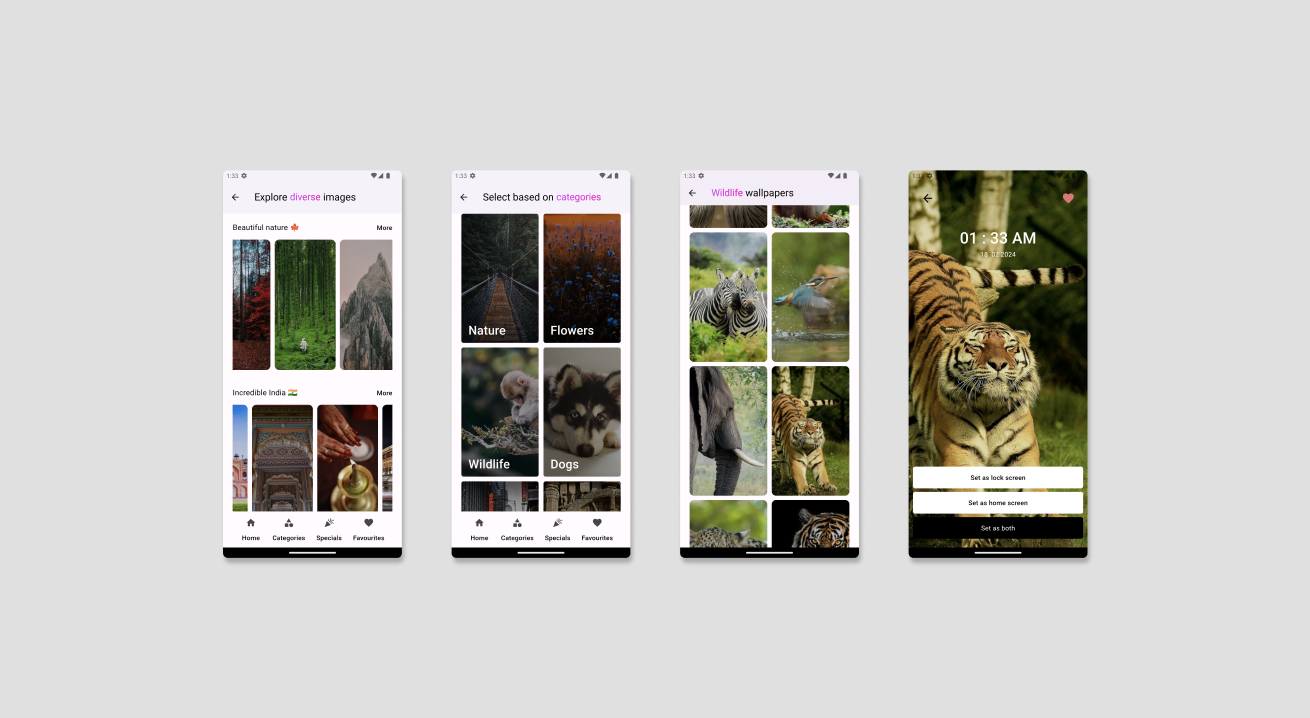 1:33
Explore diverse images
Beautiful nature 🍁
More
Incredible India 🇮🇳
More
Home
Categories
Specials
Favourites
1:33
Select based on categories
Nature
Flowers
Wildlife
Dogs
Home
Categories
Specials
Favourites
1:33
Wildlife wallpapers
1:33
01 : 33 AM
18.02.2024
Set as lock screen
Set as home screen
Set as both